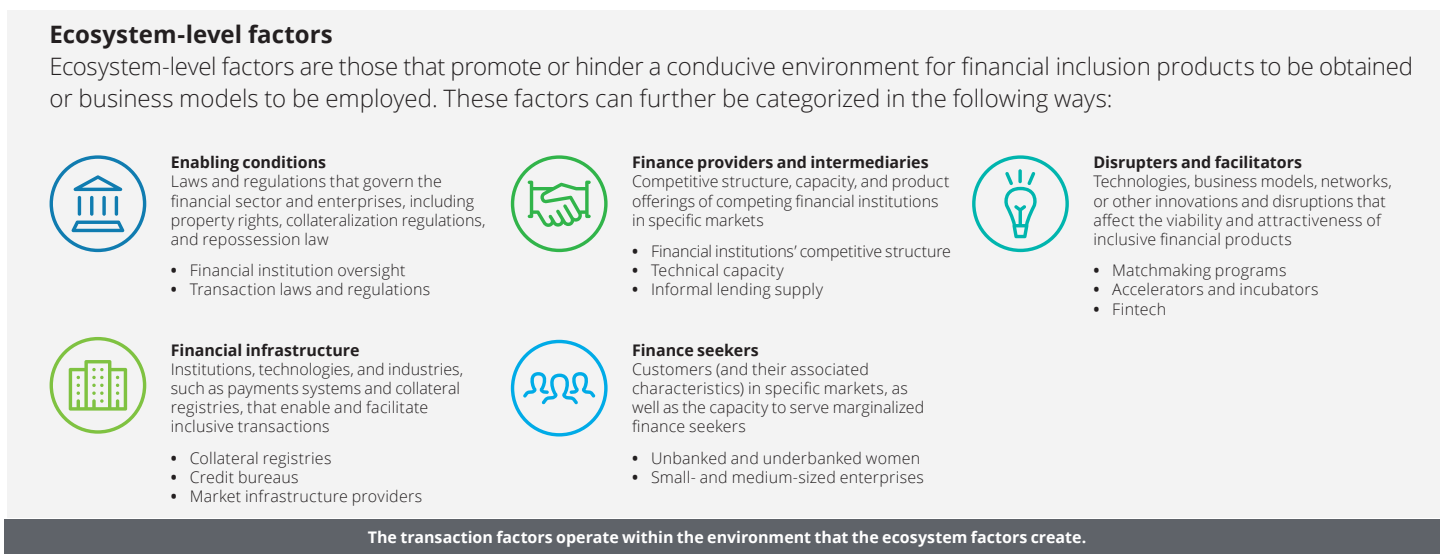 Ecosystem-level factors
Ecosystem-level factors are those that promote or hinder a conducive environment for financial inclusion products to be obtained
or business models to be employed. These factors can further be categorized in the following ways:
Enabling conditions
Laws and regulations that govern the
financial sector and enterprises, including
property rights, collateralization regulations,
and repossession law
• Financial institution oversight
• Transaction laws and regulations
Finance providers and intermediaries
Competitive structure, capacity, and product
offerings of competing financial institutions
in specific markets
• Financial institutions’ competitive structure
• Technical capacity
• Informal lending supply
Disrupters and facilitators
Technologies, business models, networks,
or other innovations and disruptions that
affect the viability and attractiveness of
inclusive financial products
• Matchmaking programs
• Accelerators and incubators
• Fintech
Financial infrastructure
Institutions, technologies, and industries,
such as payments systems and collateral
registries, that enable and facilitate
inclusive transactions
• Collateral registries
• Credit bureaus
• Market infrastructure providers
Finance seekers
Customers (and their associated
characteristics) in specific markets, as
well as the capacity to serve marginalized
finance seekers
• Unbanked and underbanked women
• Small- and medium-sized enterprises
The transaction factors operate within the environment that the ecosystem factors create.